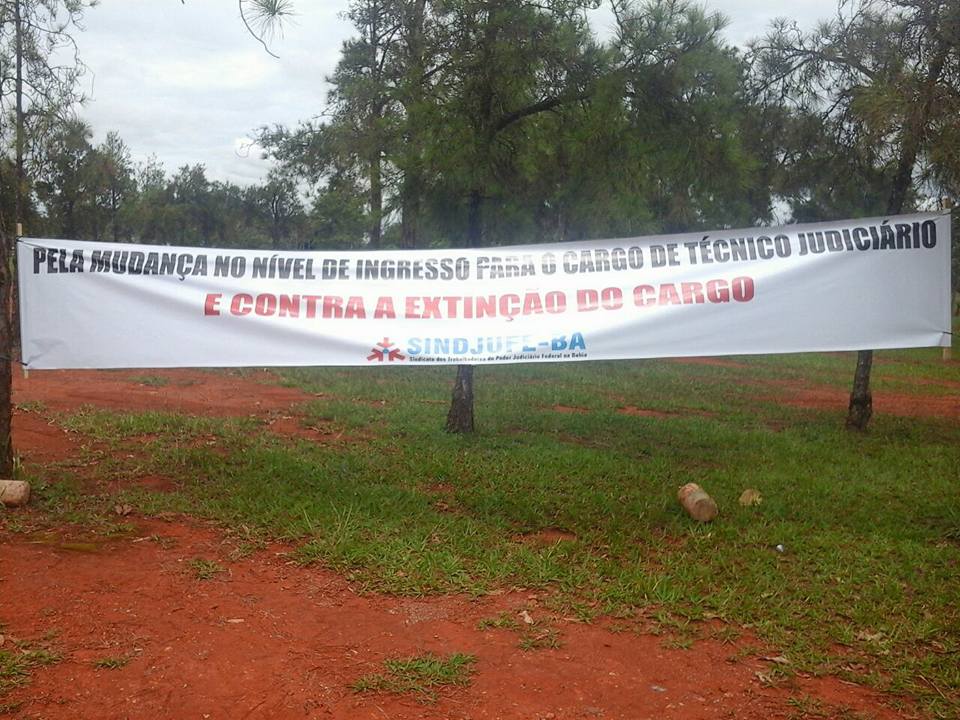 PELA MUDANÇA NO NÍVEL DE INGRESSO PARA O CARGO DE TÉCNICO JUDICIÁRIO
E CONTRA A EXTINÇÃO DO CARGO
SINDJUFE-BA
Sindicato dos Trabalhadores do Poder Judiciário Federal na Bahia